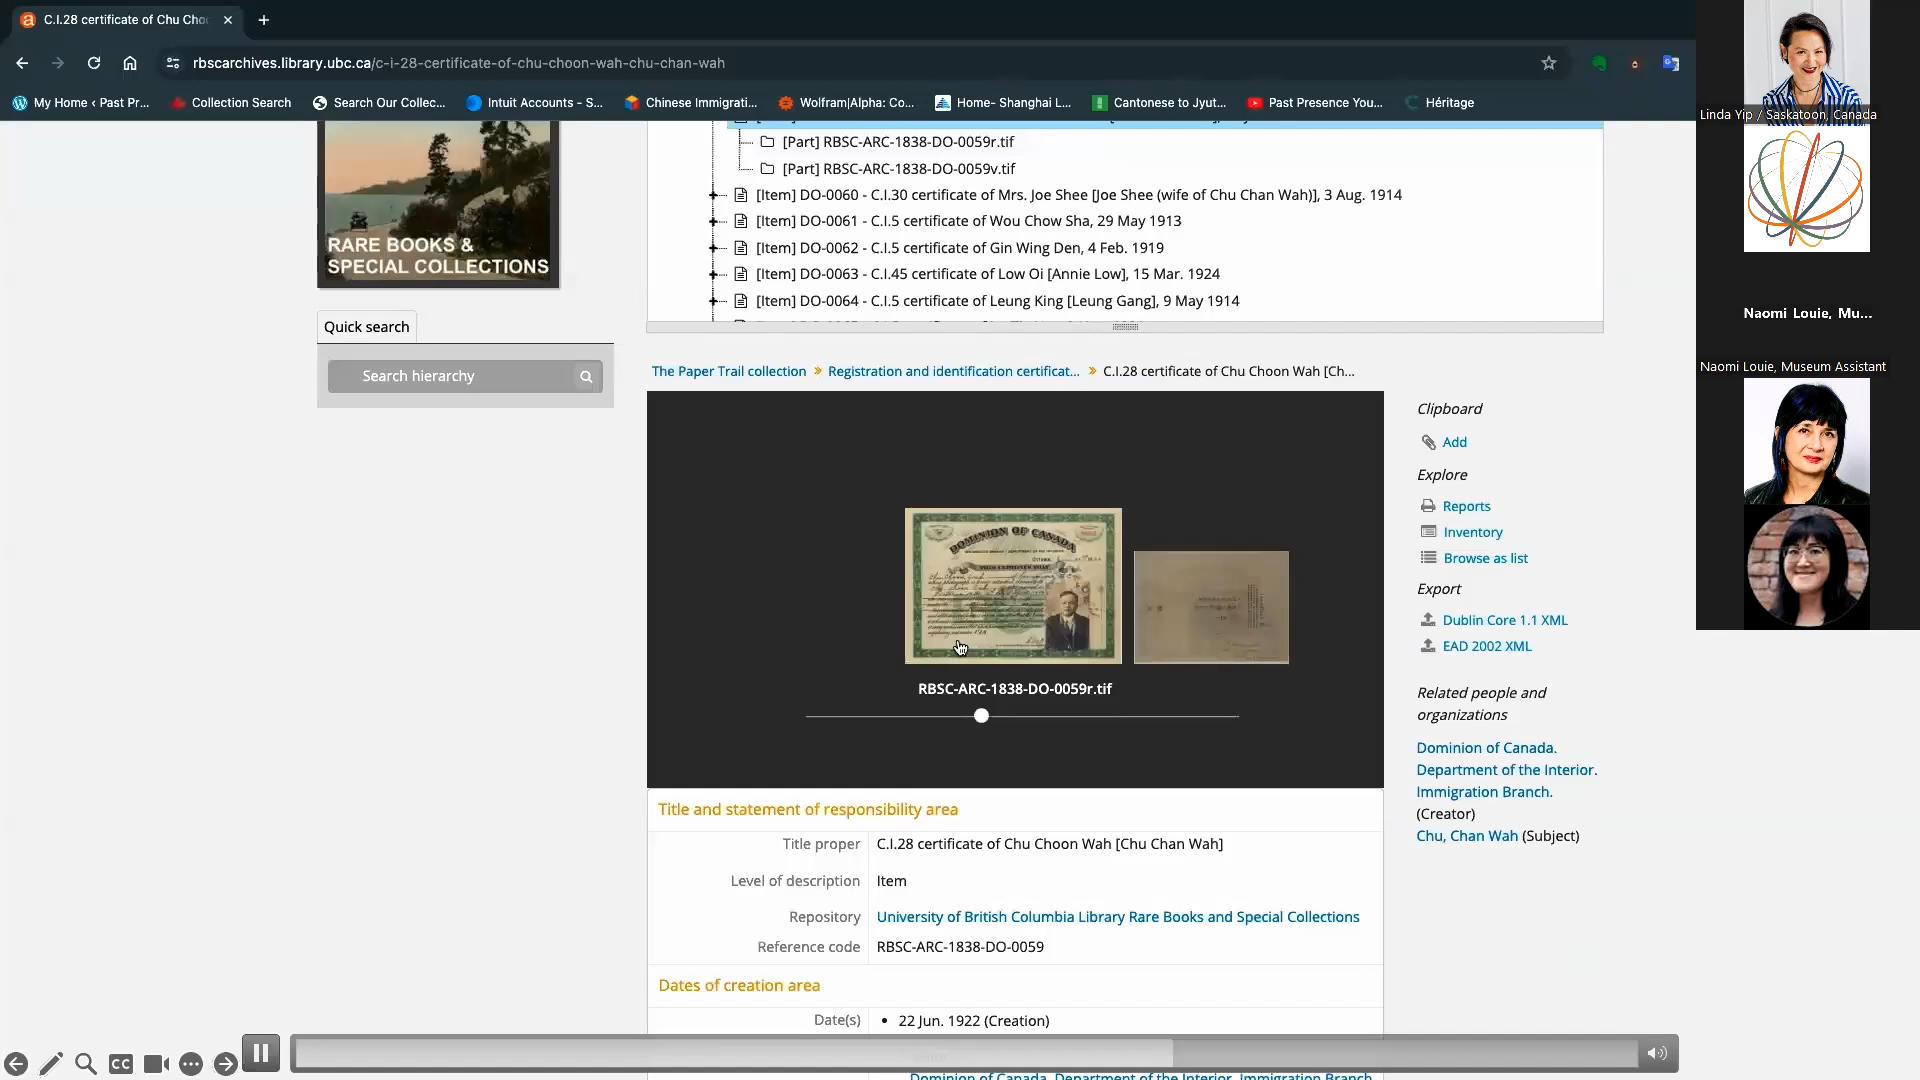 C.I.28 certificate of Chu Cho
rbscarchives.library.ubc.ca/c-i-28-certificate-of-chu-choon-wah-chu-chan-wah
My Home ‹ Past Pr...
Collection Search
Search Our Collec...
Intuit Accounts - S...
Chinese Immigrati...
Wolfram|Alpha: Co...
Home- Shanghai L...
Cantonese to Jyut...
Past Presence You...
Héritage
RARE BOOKS &
SPECIAL COLLECTIONS
Quick search
Search hierarchy
[Part] RBSC-ARC-1838-DO-0059r.tif
[Part] RBSC-ARC-1838-DO-0059v.tif
[Item] DO-0060 - C.I.30 certificate of Mrs. Joe Shee [Joe Shee (wife of Chu Chan Wah)], 3 Aug. 1914
[Item] DO-0061 - C.I.5 certificate of Wou Chow Sha, 29 May 1913
[Item] DO-0062 - C.I.5 certificate of Gin Wing Den, 4 Feb. 1919
[Item] DO-0063 - C.I.45 certificate of Low Oi [Annie Low], 15 Mar. 1924
[Item] DO-0064 - C.I.5 certificate of Leung King [Leung Gang], 9 May 1914
The Paper Trail collection » Registration and identification certificat... » C.I.28 certificate of Chu Choon Wah [Ch...
DOMINION OF CANADA
RBSC-ARC-1838-DO-0059r.tif
Title and statement of responsibility area
Title proper
C.I.28 certificate of Chu Choon Wah [Chu Chan Wah]
Level of description
Item
Repository
University of British Columbia Library Rare Books and Special Collections
Reference code
RBSC-ARC-1838-DO-0059
Dates of creation area
Date(s)
• 22 Jun. 1922 (Creation)
Dominion of Canada. Department of the Interior. Immigration Branch
Clipboard
Add
Explore
Reports
Inventory
Browse as list
Export
Dublin Core 1.1 XML
EAD 2002 XML
Related people and
organizations
Dominion of Canada.
Department of the Interior.
Immigration Branch.
(Creator)
Chu, Chan Wah (Subject)
Linda Yip / Saskatoon, Canada
Naomi Louie, Mu...
Naomi Louie, Museum Assistant
CC